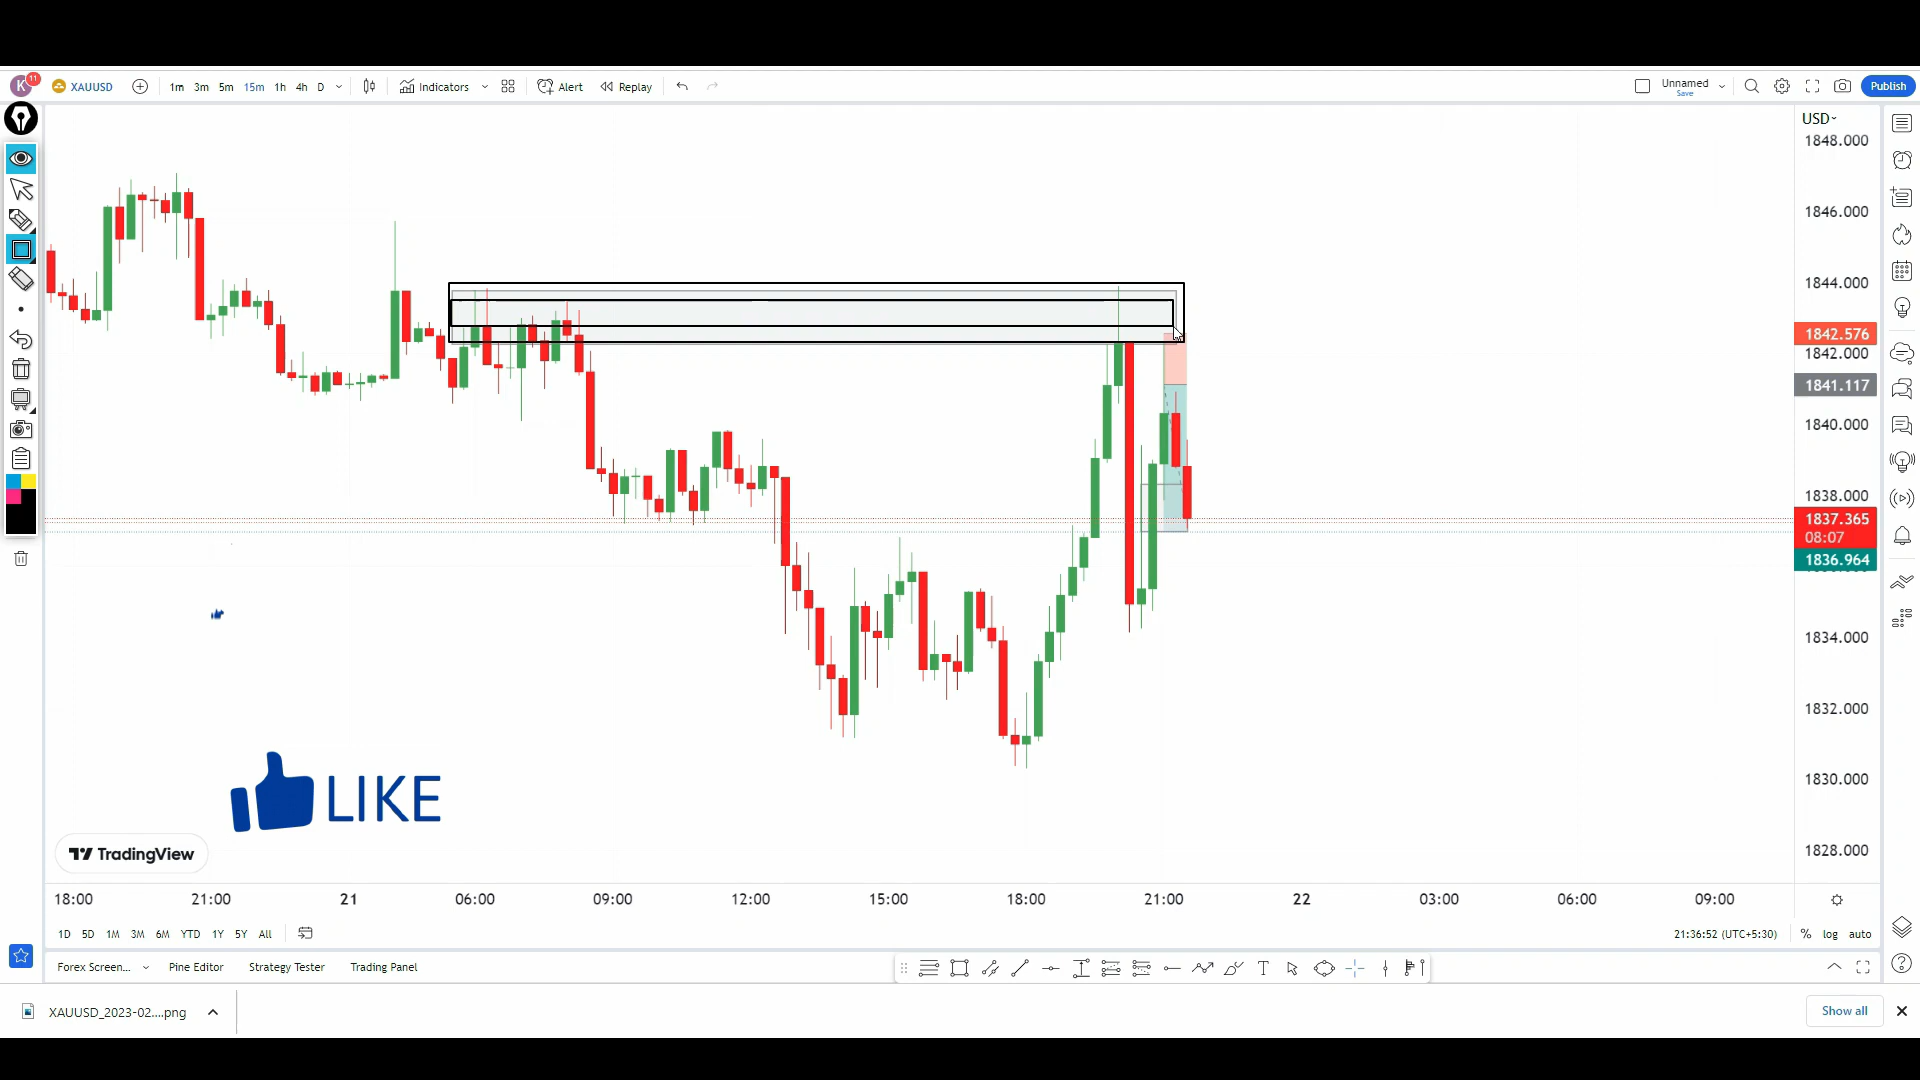 K 11 XAUUSD 1m 3m 5m 15m 1h 4h D Indicators Alert Replay Unnamed Save Publish
USD
1848.000
1846.000
1844.000
1842.576
1842.000
1841.117
1840.000
1838.000
1837.365
08:07
1836.964
1834.000
1832.000
1830.000
1828.000
LIKE
TradingView
18:00 21:00 21 06:00 09:00 12:00 15:00 18:00 21:00 22 03:00 06:00 09:00
1D 5D 1M 3M 6M YTD 1Y 5Y All 21:36:52 (UTC+5:30) % log auto
Forex Screen... Pine Editor Strategy Tester Trading Panel
XAUUSD_2023-02....png Show all